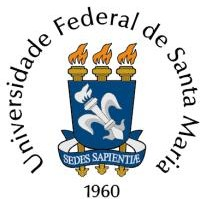 Universidade Federal de Santa Maria
SEDES SAPIENTIÆ
1960